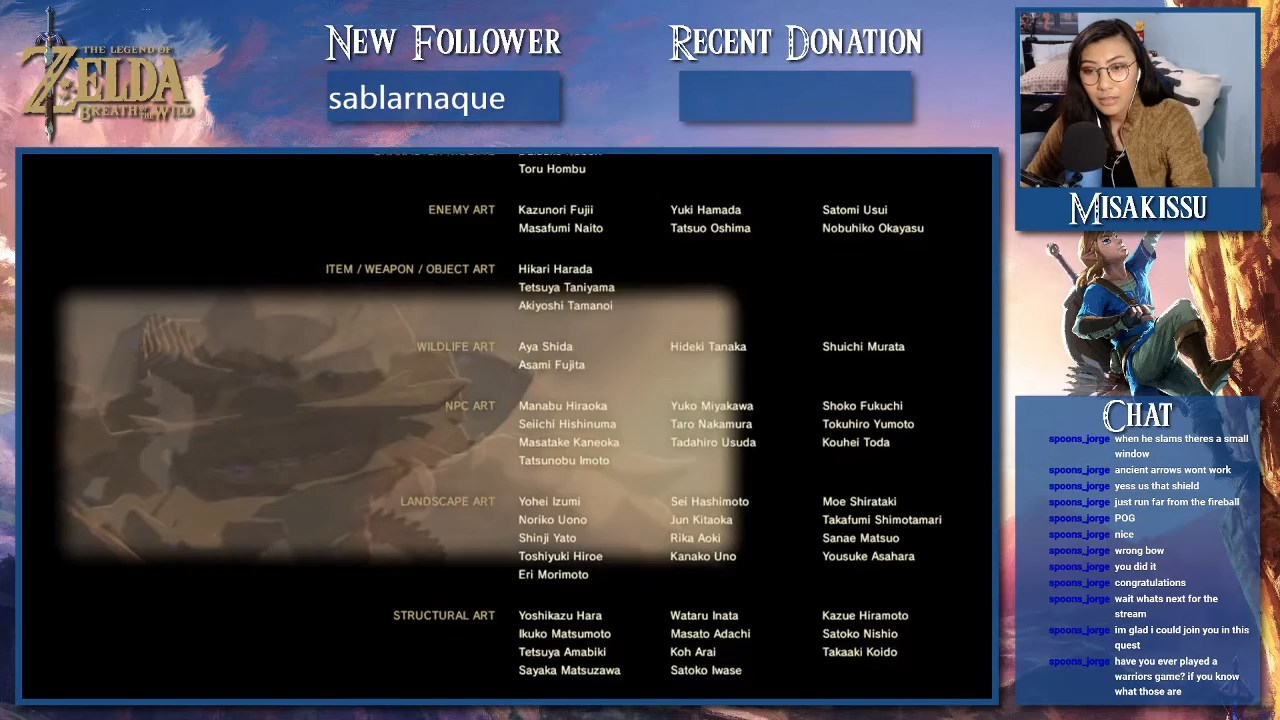 THE LEGEND OF
ZELDA
BREATH OF THE WILD
NEW FOLLOWER
sablarnaque
RECENT DONATION
MISAKISSU
Toru Hombu
ENEMY ART Kazunori Fujii Yuki Hamada Satomi Usui
Masafumi Naito Tatsuo Oshima Nobuhiko Okayasu
ITEM / WEAPON / OBJECT ART Hikari Harada
Tetsuya Taniyama
Akiyoshi Tamanoi
WILDLIFE ART Aya Shida Hideki Tanaka Shuichi Murata
Asami Fujita
NPC ART Manabu Hiraoka Yuko Miyakawa Shoko Fukuchi
Seiichi Hishinuma Taro Nakamura Tokuhiro Yumoto
Masatake Kaneoka Tadahiro Usuda Kouhei Toda
Tatsunobu Imoto
LANDSCAPE ART Yohei Izumi Sei Hashimoto Moe Shirataki
Noriko Uono Jun Kitaoka Takafumi Shimotamari
Shinji Yato Rika Aoki Sanae Matsuo
Toshiyuki Hiroe Kanako Uno Yousuke Asahara
Eri Morimoto
STRUCTURAL ART Yoshikazu Hara Wataru Inata Kazue Hiramoto
Ikuko Matsumoto Masato Adachi Satoko Nishio
Tetsuya Amabiki Koh Arai Takaaki Koido
Sayaka Matsuzawa Satoko Iwase
CHAT
spoons_jorge when he slams theres a small
window
spoons_jorge ancient arrows wont work
spoons_jorge yess us that shield
spoons_jorge just run far from the fireball
spoons_jorge POG
spoons_jorge nice
spoons_jorge wrong bow
spoons_jorge you did it
spoons_jorge congratulations
spoons_jorge wait whats next for the
stream
spoons_jorge im glad i could join you in this
quest
spoons_jorge have you ever played a
warriors game? if you know
what those are